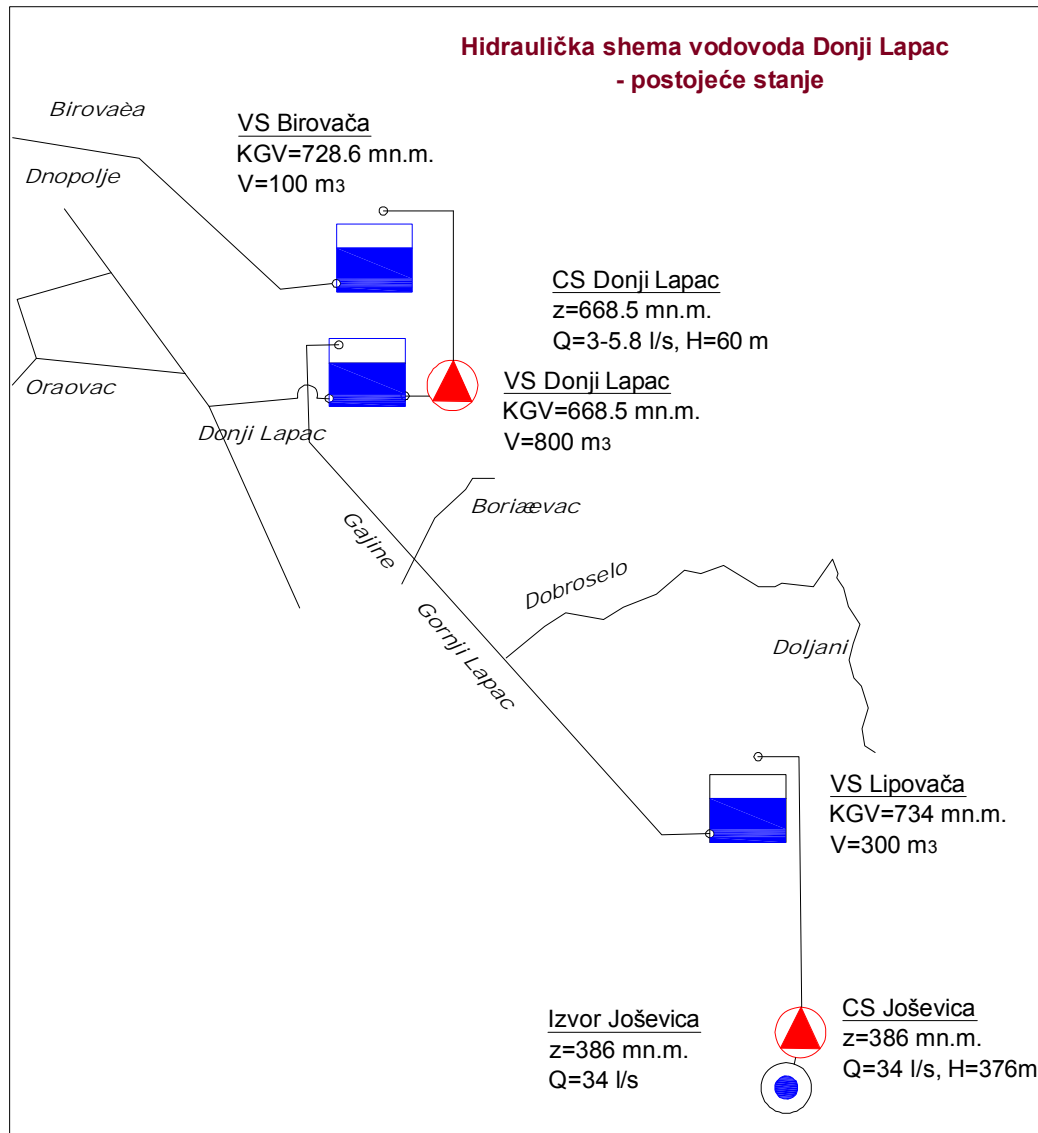 Hidraulička shema vodovoda Donji Lapac
- postojeće stanje
Birovaèa
VS Birovača
KGV=728.6 mn.m.
V=100 m3
Dnopolje
CS Donji Lapac
z=668.5 mn.m.
Q=3-5.8 l/s, H=60 m
VS Donji Lapac
KGV=668.5 mn.m.
V=800 m3
Oraovac
Donji Lapac
Boriævac
Gajine
Dobroselo
Gornji Lapac
Doljani
VS Lipovača
KGV=734 mn.m.
V=300 m3
Izvor Joševica
z=386 mn.m.
Q=34 l/s
CS Joševica
z=386 mn.m.
Q=34 l/s, H=376m